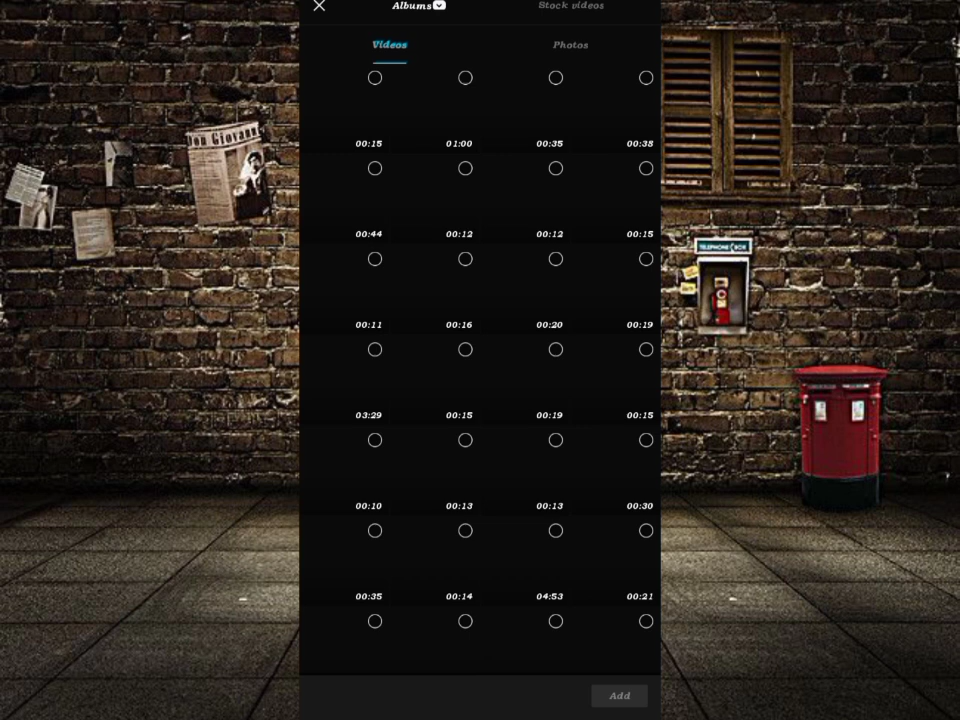 Albums
Stock videos
Videos
Photos
00:15 01:00 00:35 00:38
00:44 00:12 00:12 00:15
00:11 00:16 00:20 00:19
03:29 00:15 00:19 00:15
00:10 00:13 00:13 00:30
00:35 00:14 04:53 00:21
Add
Don Giovanni
TELEPHONE BOX